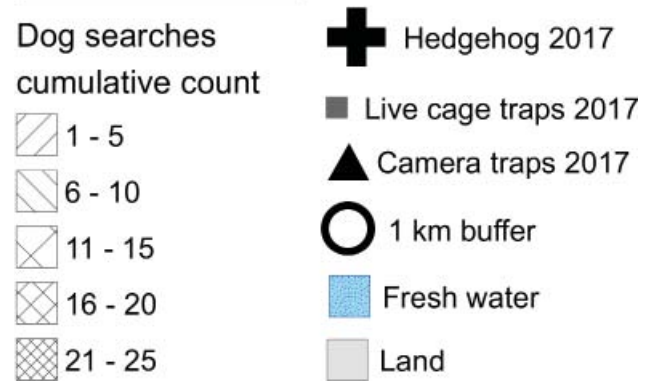 Dog searches
cumulative count
1 - 5
6 - 10
11 - 15
16 - 20
21 - 25
Hedgehog 2017
Live cage traps 2017
Camera traps 2017
1 km buffer
Fresh water
Land